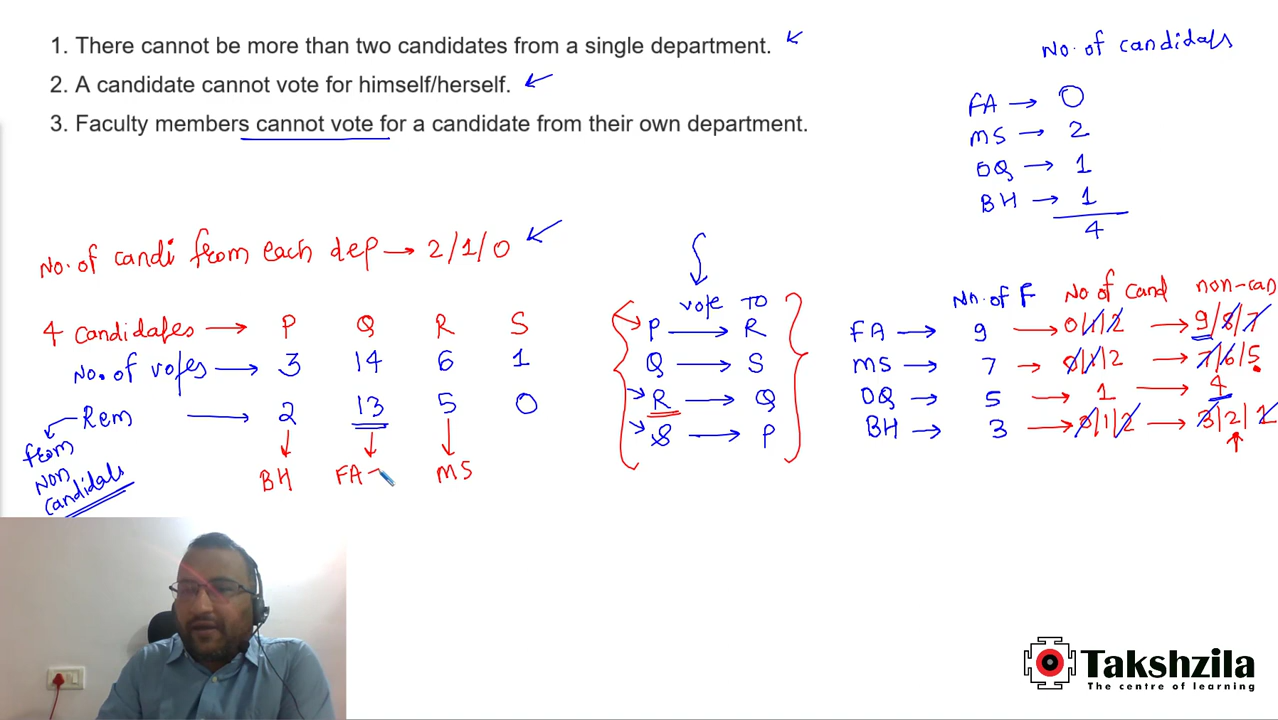 1. There cannot be more than two candidates from a single department.
2. A candidate cannot vote for himself/herself.
3. Faculty members cannot vote for a candidate from their own department.
No. of candidats
FA → 0
MS → 2
OQ → 1
BH → 1
4
No. of candi from each dep → 2/1/0
4 candidates → P Q R S
No. of votes → 3 14 6 1
Rem → 2 13 5 0
from
non
candidats
BH FA MS
vote TO
P → R
Q → S
R → Q
S → P
No. of F No of Cand non-can
FA → 9 → 0/1/2 → 9/8/7
MS → 7 → 0/1/2 → 7/6/5
OQ → 5 → 1 → 4
BH → 3 → 0/1/2 → 3/2/1
Takshzila
The centre of learning